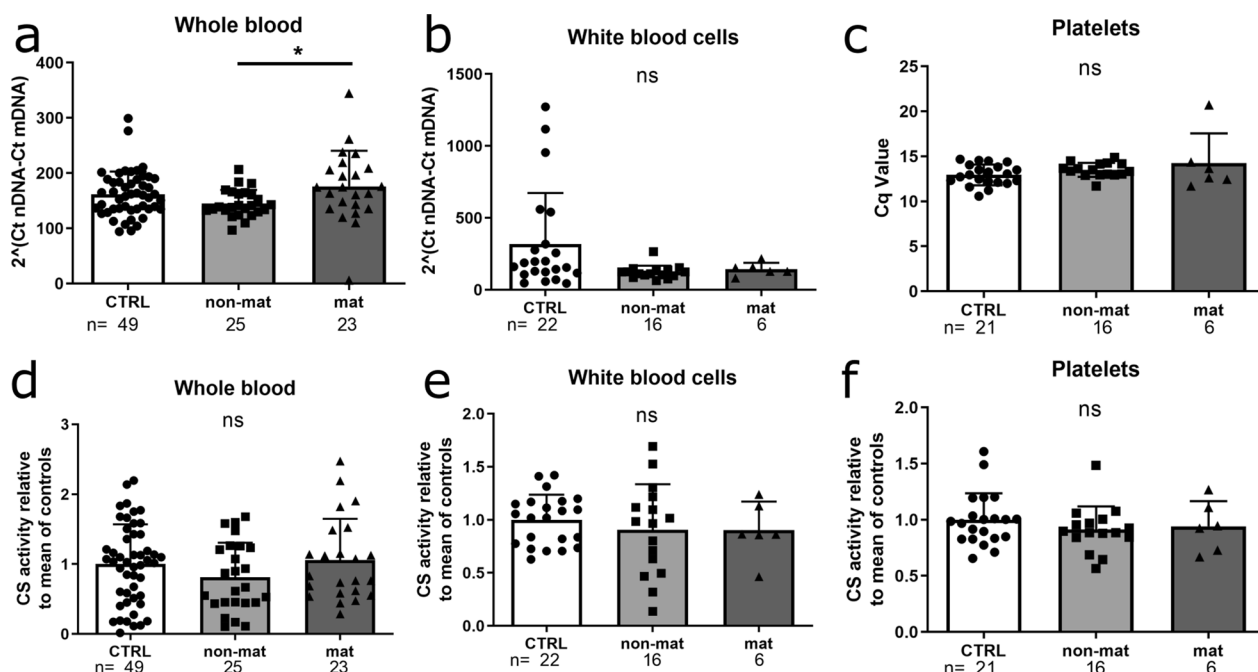 a
Whole blood
*
2^(Ct nDNA-Ct mDNA)
400
300
200
100
0
CTRL non-mat mat
n= 49 25 23
b
White blood cells
ns
2^(Ct nDNA-Ct mDNA)
1500
1000
500
0
CTRL non-mat mat
n= 22 16 6
c
Platelets
ns
Cq Value
25
20
15
10
5
0
CTRL non-mat mat
n= 21 16 6
d
Whole blood
ns
CS activity relative
to mean of controls
3
2
1
0
CTRL non-mat mat
n= 49 25 23
e
White blood cells
ns
CS activity relative
to mean of controls
2.0
1.5
1.0
0.5
0.0
CTRL non-mat mat
n= 22 16 6
f
Platelets
ns
CS activity relative
to mean of controls
2.0
1.5
1.0
0.5
0.0
CTRL non-mat mat
n= 21 16 6